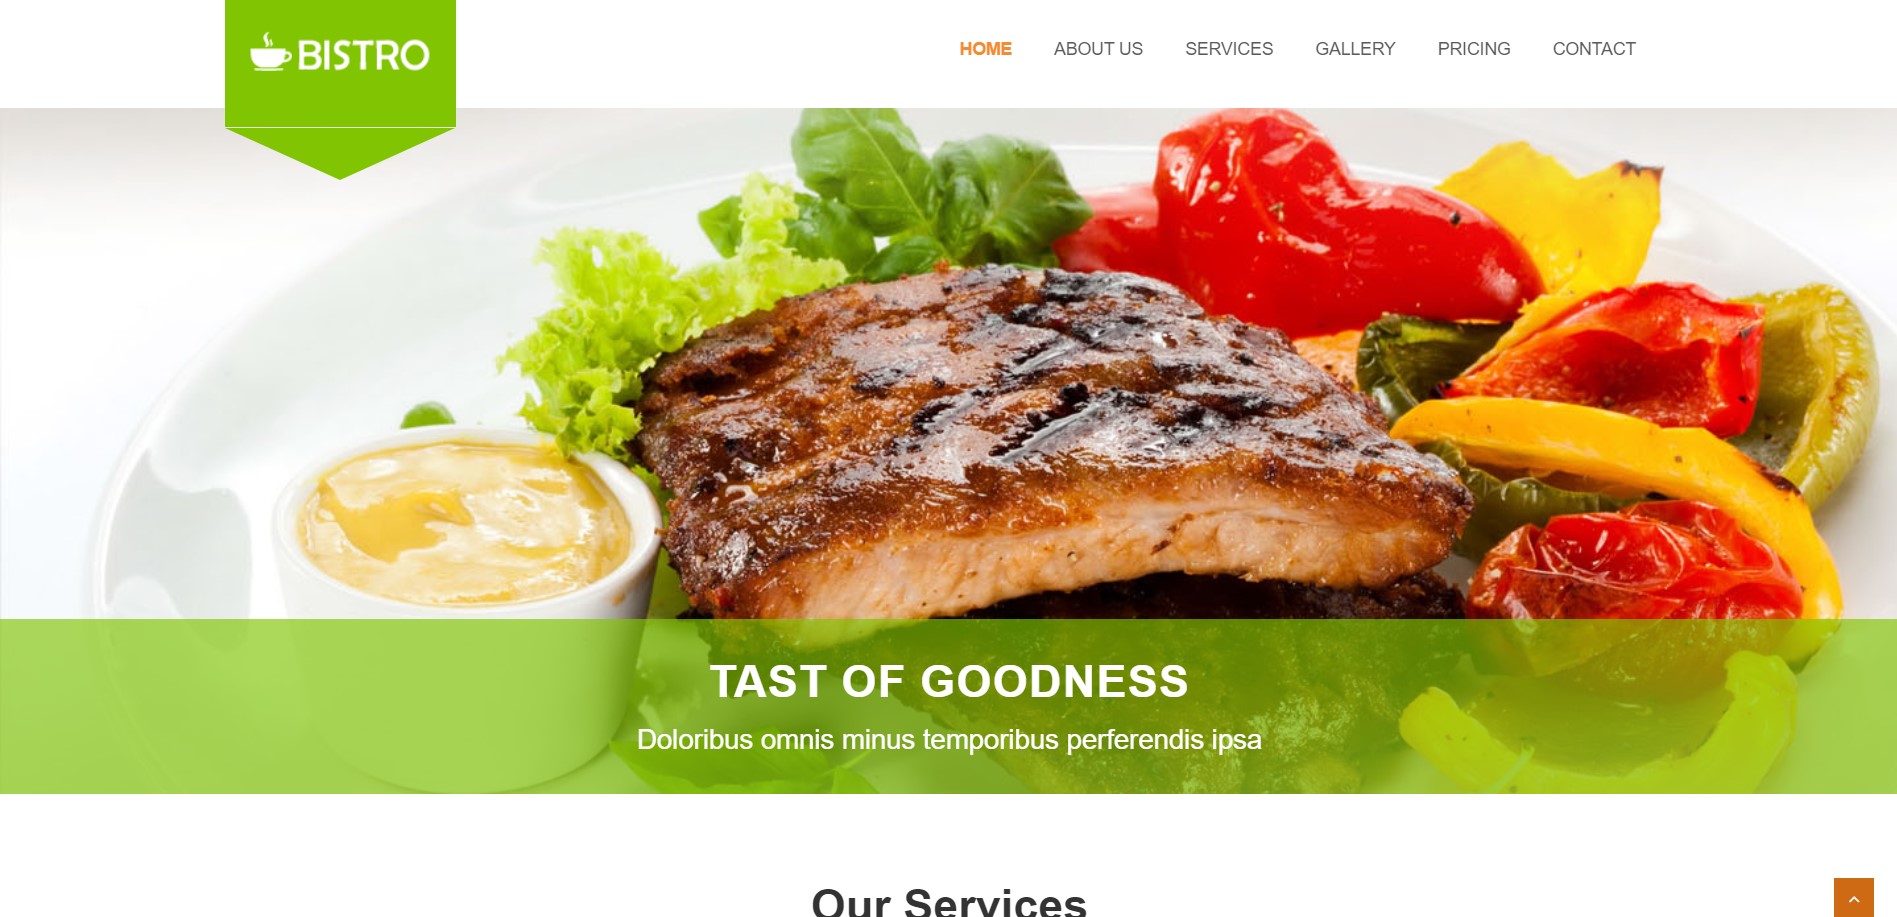 BISTRO
HOME ABOUT US SERVICES GALLERY PRICING CONTACT
TAST OF GOODNESS
Doloribus omnis minus temporibus perferendis ipsa
Our Services